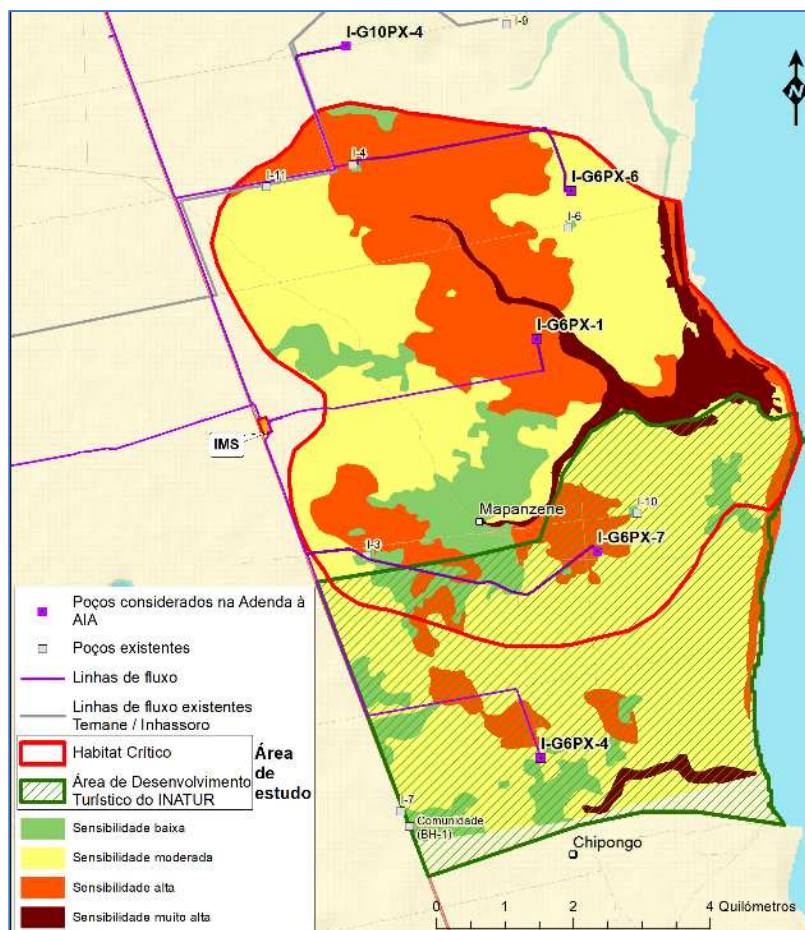 I-9
I-G10PX-4
N
I-4
I-11
I-G6PX-6
I-6
I-G6PX-1
IMS
Mapanzene
I-10
I-G6PX-7
I-3
Poços considerados na Adenda à
AIA
Poços existentes
Linhas de fluxo
Linhas de fluxo existentes
Temane / Inhassoro
Habitat Crítico
Área de Desenvolvimento
Turístico do INATUR
Área
de
estudo
Sensibilidade baixa
Sensibilidade moderada
Sensibilidade alta
Sensibilidade muito alta
I-G6PX-4
I-7
Comunidade
(BH-1)
Chipongo
0 1 2 4 Quilómetros